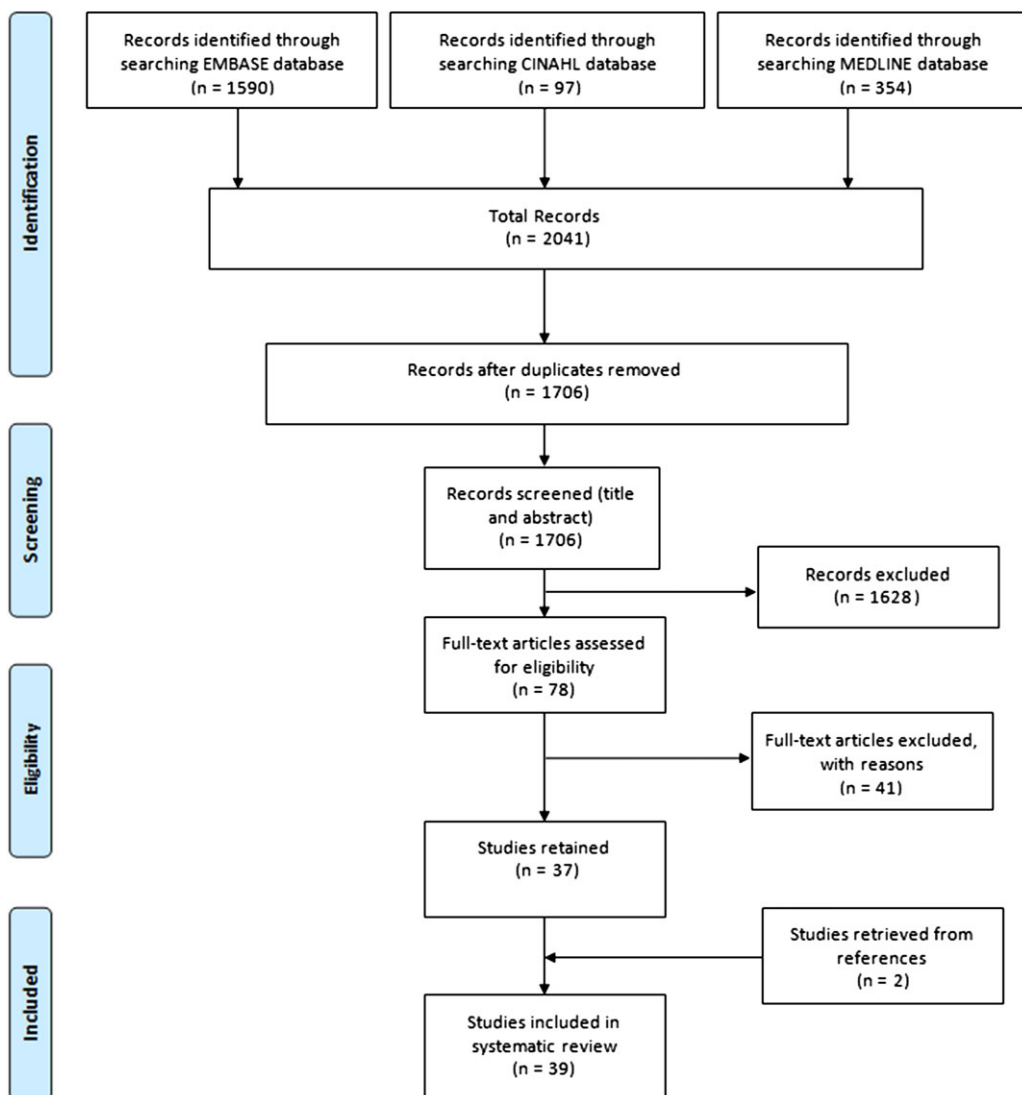 Identification
Records identified through
searching EMBASE database
(n = 1590)
Records identified through
searching CINAHL database
(n = 97)
Records identified through
searching MEDLINE database
(n = 354)
Total Records
(n = 2041)
Records after duplicates removed
(n = 1706)
Screening
Records screened (title
and abstract)
(n = 1706)
Records excluded
(n = 1628)
Eligibility
Full-text articles assessed
for eligibility
(n = 78)
Full-text articles excluded,
with reasons
(n = 41)
Studies retained
(n = 37)
Included
Studies retrieved from
references
(n = 2)
Studies included in
systematic review
(n = 39)